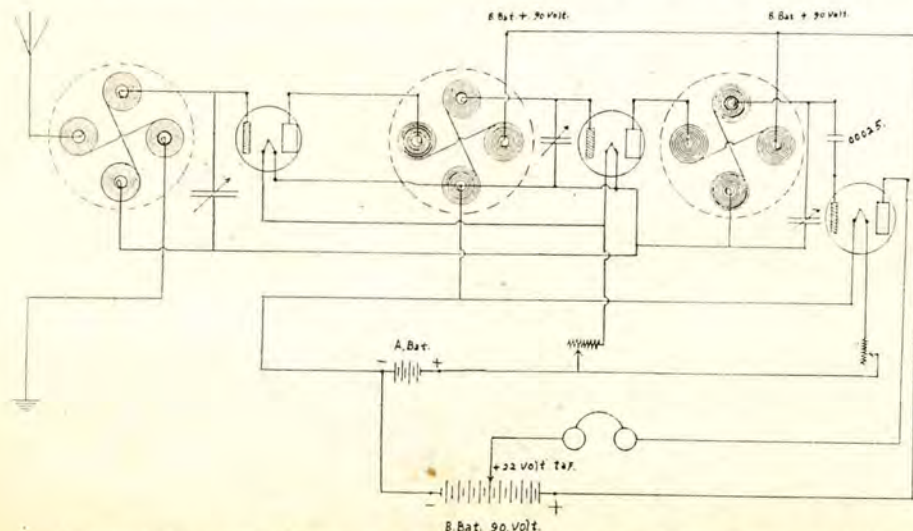 B. Bat. + 90 Volt.
B. Bat + 90 Volt.
.00025.
A. Bat.
- +
+22 Volt tap.
- +
B. Bat. 90. Volt.